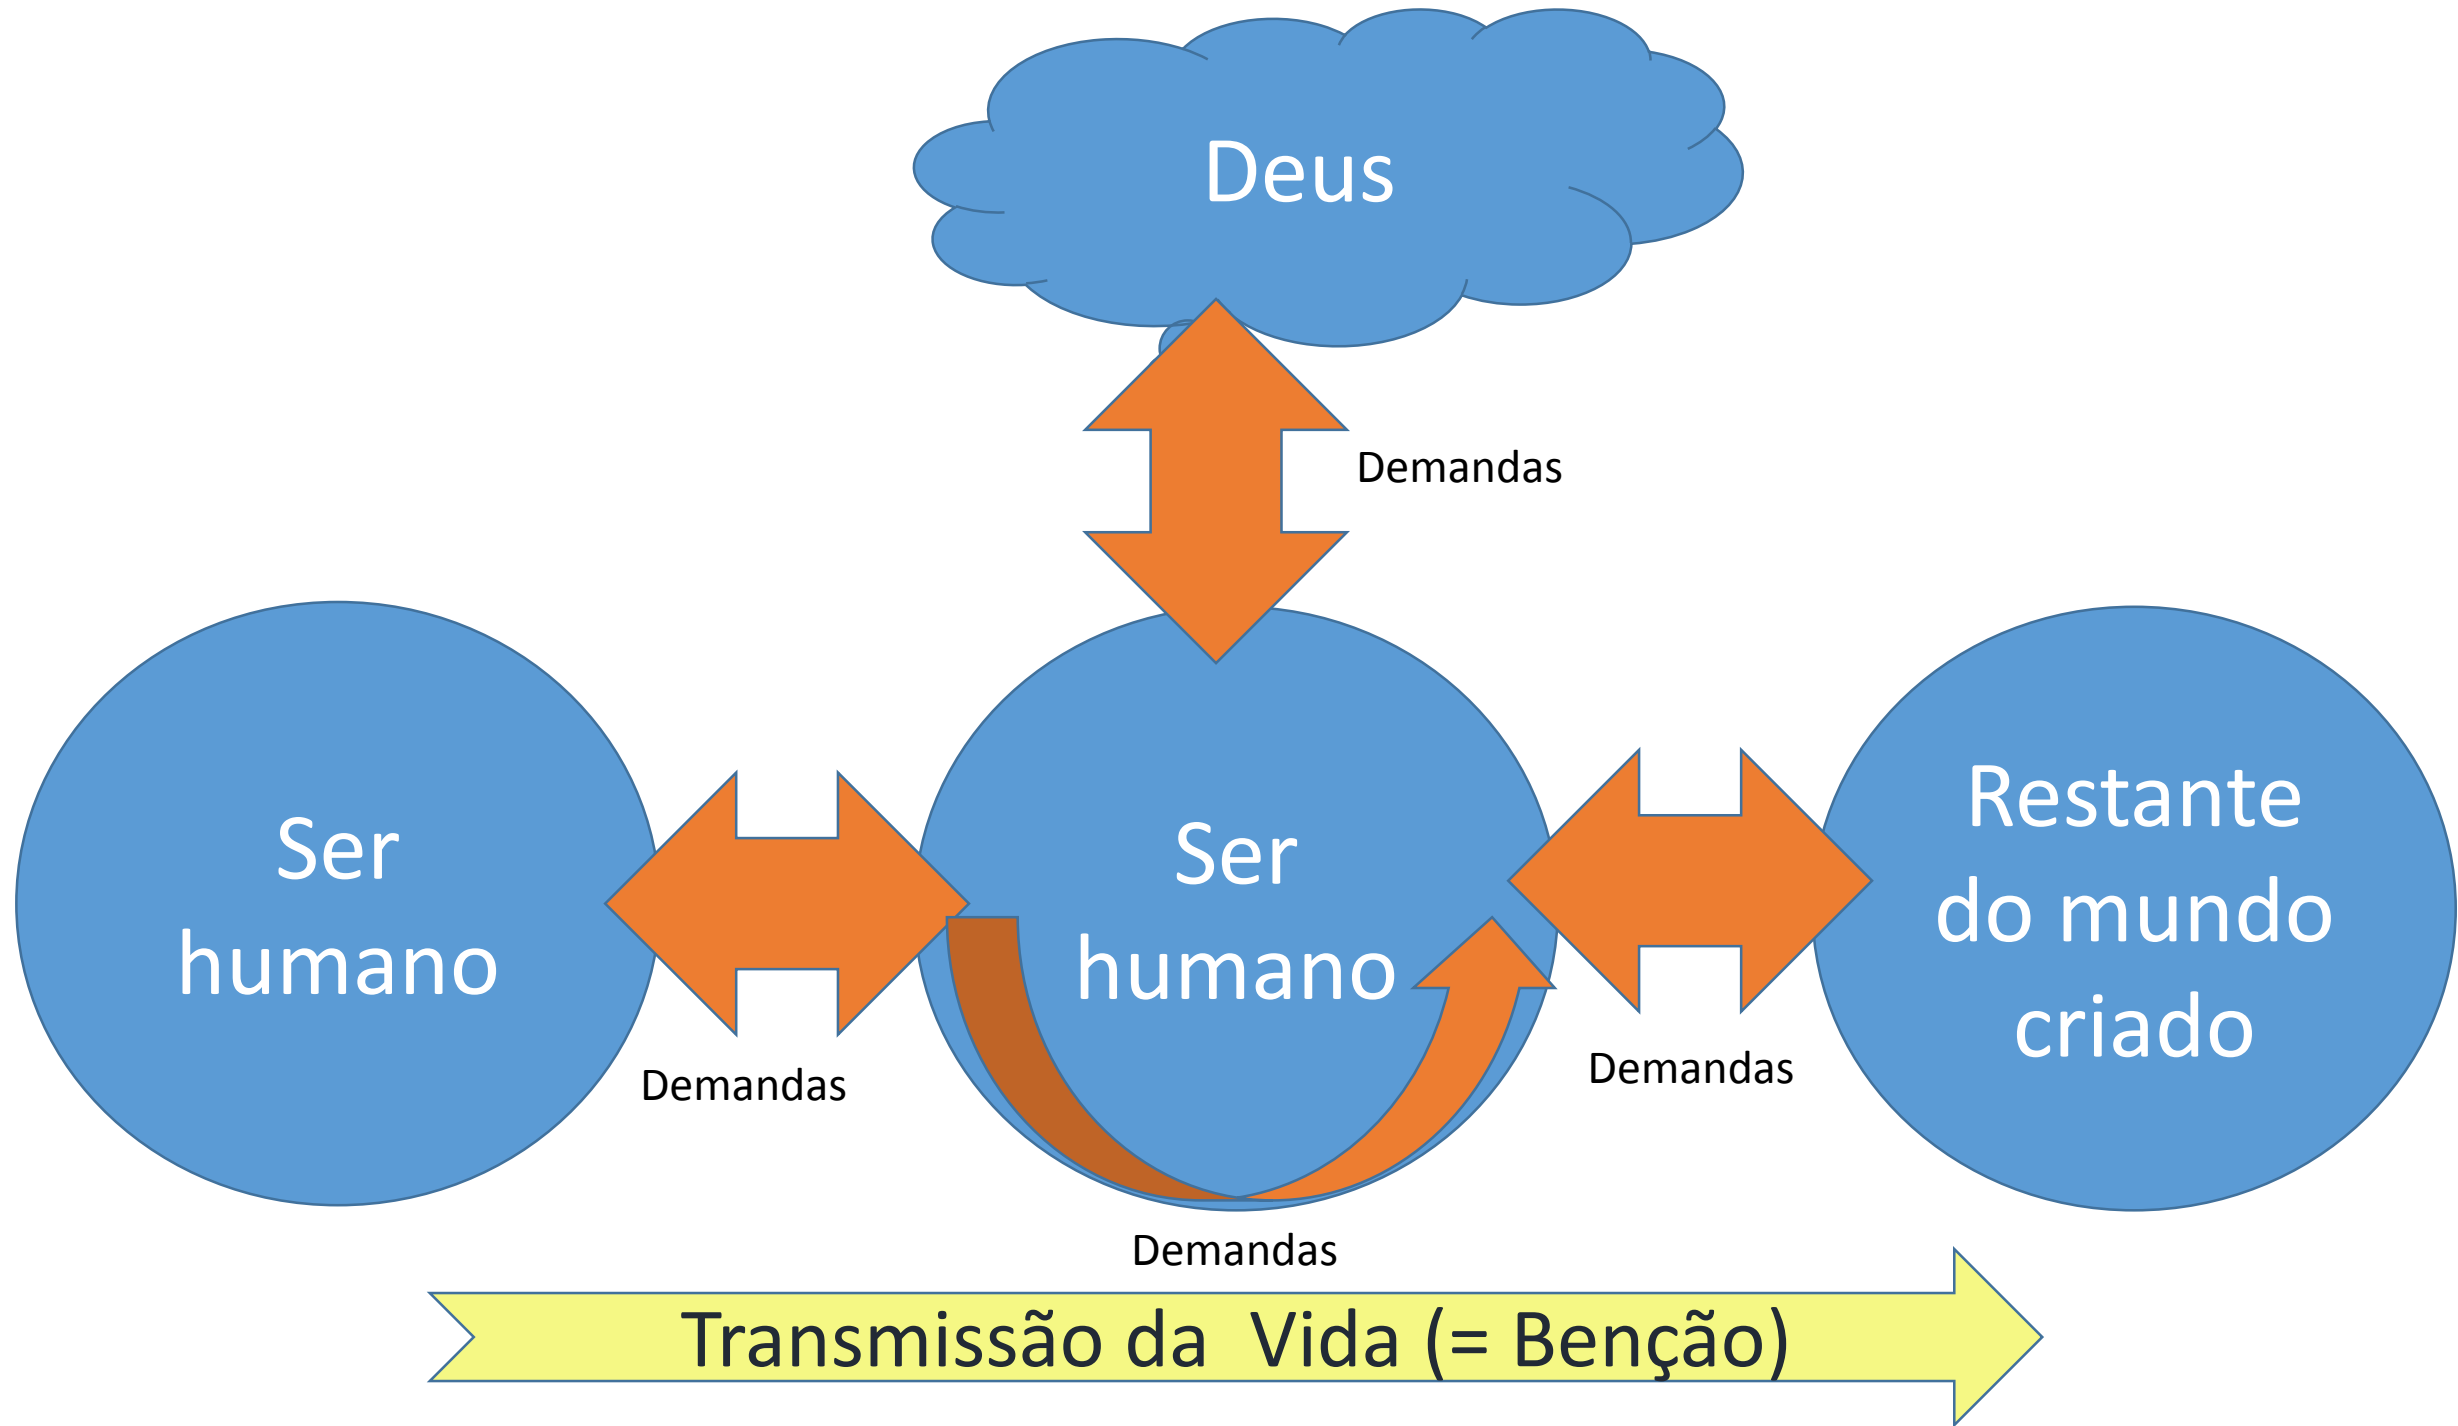 Deus
Demandas
Ser
humano
Ser
humano
Restante
do mundo
criado
Demandas
Demandas
Demandas
Transmissão da  Vida (= Benção)